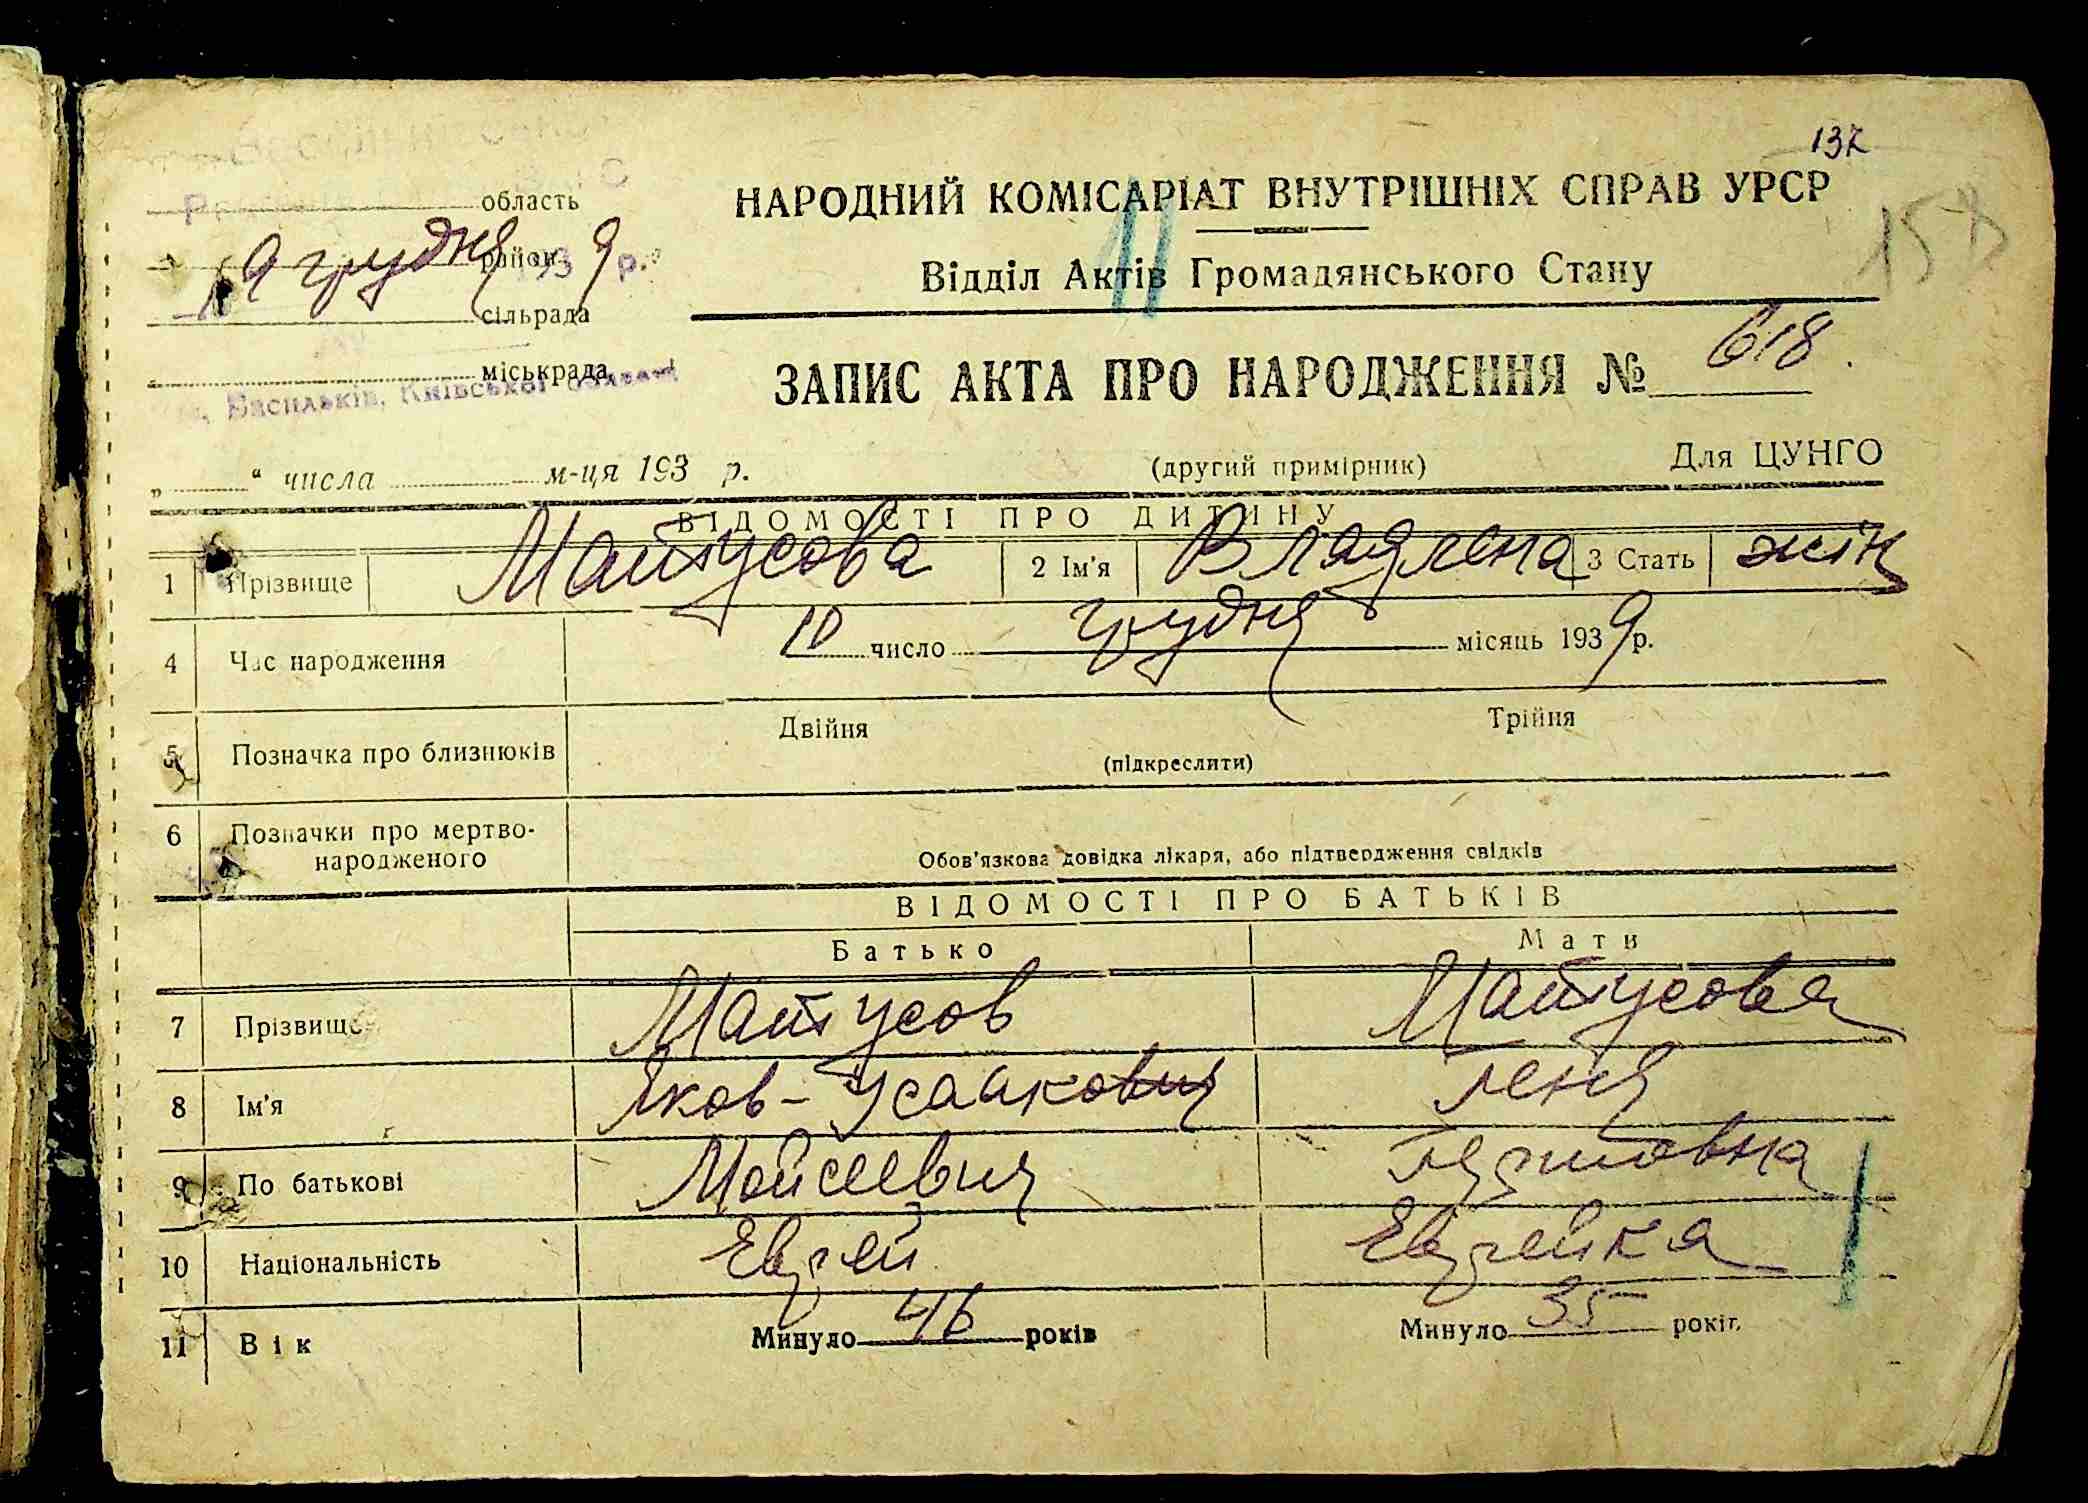 137
область
НАРОДНИЙ КОМІСАРІАТ ВНУТРІШНІХ СПРАВ УРСР
район
19 грудня 1939 р.
Відділ Актів Громадянського Стану
сільрада
міськрада
м. Васильків, Київської області
ЗАПИС АКТА ПРО НАРОДЖЕННЯ № 618
„ “ числа м-ця 193 р.
(другий примірник)
Для ЦУНГО
ВІДОМОСТІ ПРО ДИТИНУ
1 Прізвище Матусова 2 Ім'я Владлена 3 Стать жін
4 Час народження 10 число грудня місяць 1939 р.
5 Позначка про близнюків Двійня Трійня
(підкреслити)
6 Позначки про мертво-
народженого
Обов'язкова довідка лікаря, або підтвердження свідків
ВІДОМОСТІ ПРО БАТЬКІВ
Батько Мати
7 Прізвище Матусов Матусова
8 Ім'я Яков-Усаакович Геня
9 По батькові Мойсеевич
10 Національність Еврей Еврейка
11 Вік Минуло 46 років Минуло 35 років